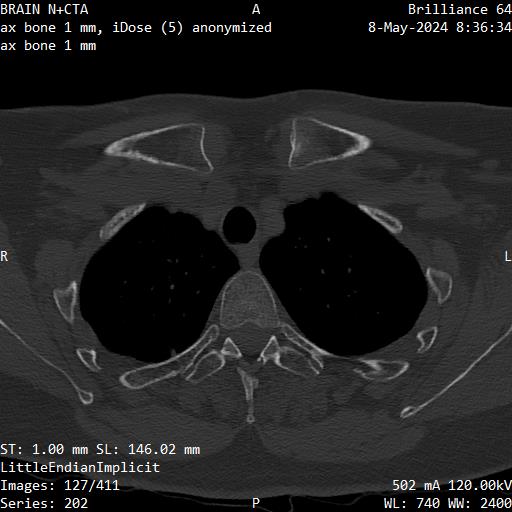 BRAIN N+CTA
A
Brilliance 64
ax bone 1 mm, iDose (5) anonymized
8-May-2024 8:36:34
ax bone 1 mm
R
L
ST: 1.00 mm SL: 146.02 mm
LittleEndianImplicit
Images: 127/411
502 mA 120.00kV
Series: 202
P
WL: 740 WW: 2400